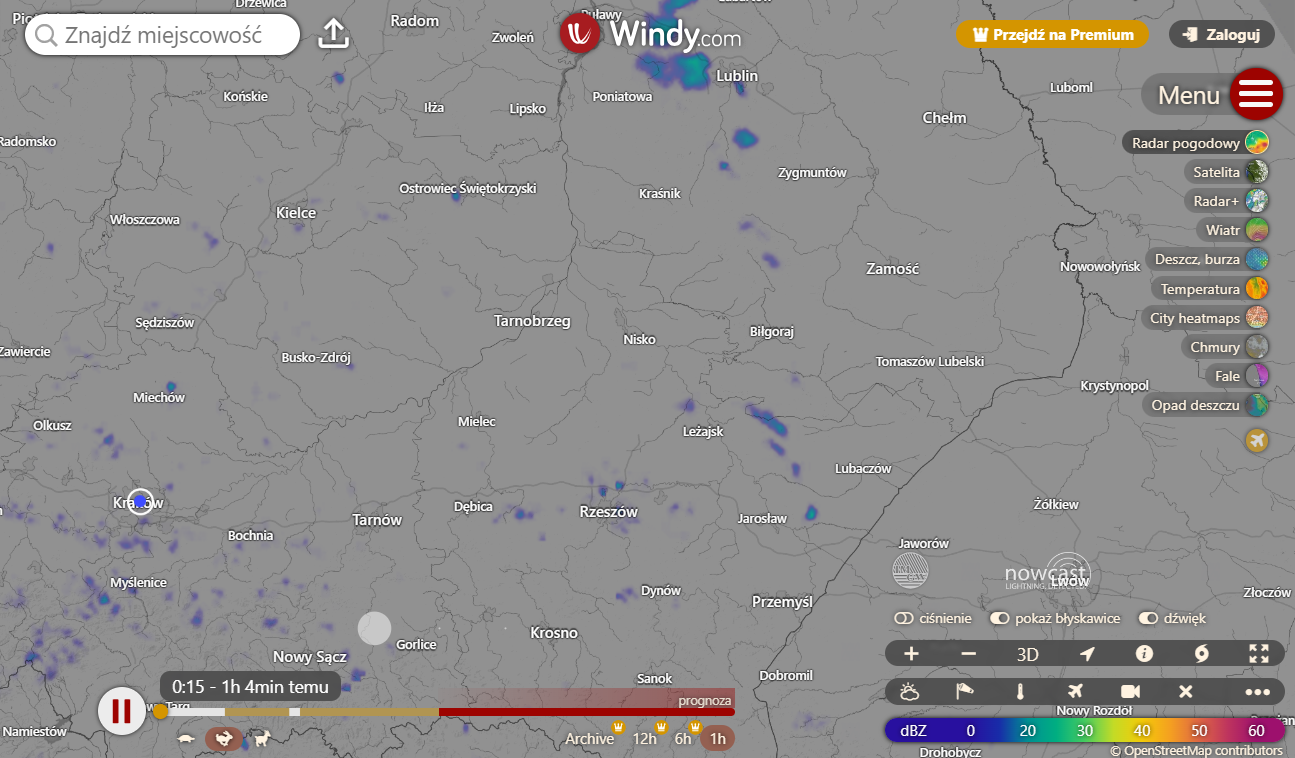 Drzewica
Radom
Puławy
Zwoleń
Znajdź miejscowość
Windy.com
Przejdź na Premium
Zaloguj
Lublin
Końskie
Iłża
Lipsko
Poniatowa
Luboml
Menu
Chełm
Radomsko
Radar pogodowy
Satelita
Zygmuntów
Ostrowiec Świętokrzyski
Kraśnik
Radar+
Włoszczowa
Kielce
Wiatr
Zamość
Nowowołyńsk
Deszcz, burza
Temperatura
Sędziszów
Tarnobrzeg
City heatmaps
Nisko
Biłgoraj
Zawiercie
Busko-Zdrój
Chmury
Tomaszów Lubelski
Fale
Krystynopol
Miechów
Opad deszczu
Olkusz
Mielec
Leżajsk
Lubaczów
Kraków
Dębica
Rzeszów
Żółkiew
Tarnów
Jarosław
Bochnia
Jaworów
nowcast
LIGHTNING, DETECTED.
Lwów
Myślenice
Dynów
Przemyśl
Złoczów
ciśnienie
pokaż błyskawice
dźwięk
Krosno
Gorlice
Nowy Sącz
3D
Sanok
Dobromil
0:15 - 1h 4min temu
prognoza
Nowy Rozdół
Namiestów
Archive
12h
6h
1h
dBZ 0 20 30 40 50 60
Drohobycz
© OpenStreetMap contributors